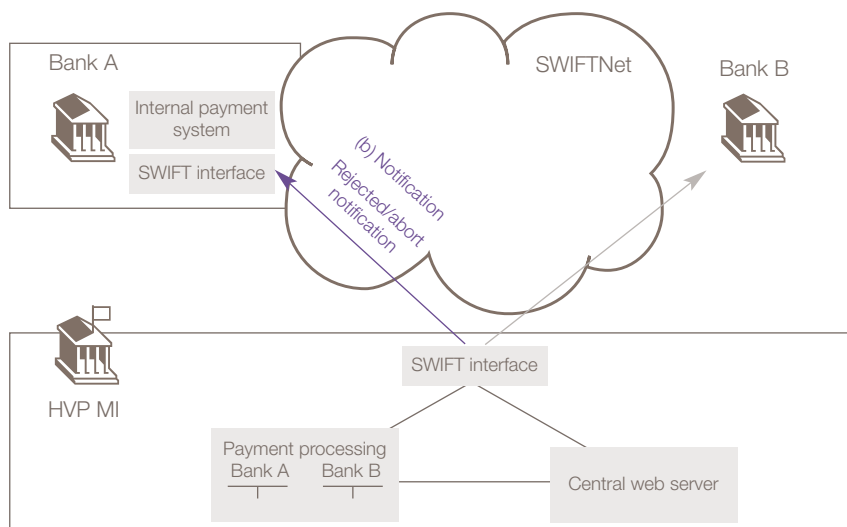 Bank A
Internal payment
system
SWIFT interface
SWIFTNet
Bank B
(b) Notification
Rejected/abort
notification
HVP MI
SWIFT interface
Payment processing
Bank A Bank B
Central web server